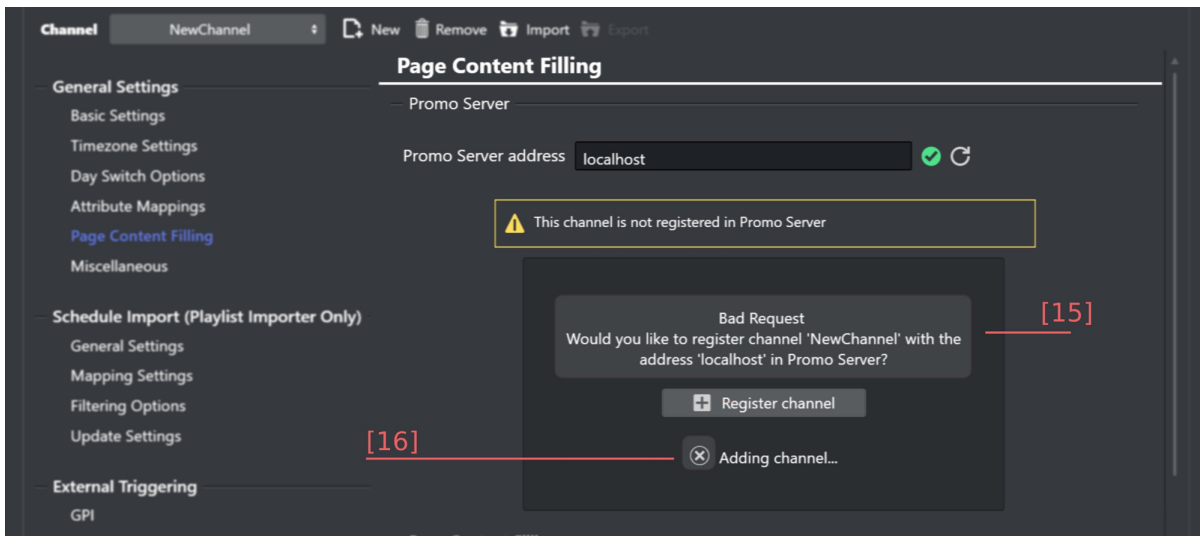 Channel NewChannel New Remove Import Export
Page Content Filling
General Settings
Basic Settings
Timezone Settings
Day Switch Options
Attribute Mappings
Page Content Filling
Miscellaneous
Schedule Import (Playlist Importer Only)
General Settings
Mapping Settings
Filtering Options
Update Settings
External Triggering
GPI
Promo Server
Promo Server address localhost
This channel is not registered in Promo Server
Bad Request
Would you like to register channel 'NewChannel' with the
address 'localhost' in Promo Server?
[15]
Register channel
[16]
Adding channel...